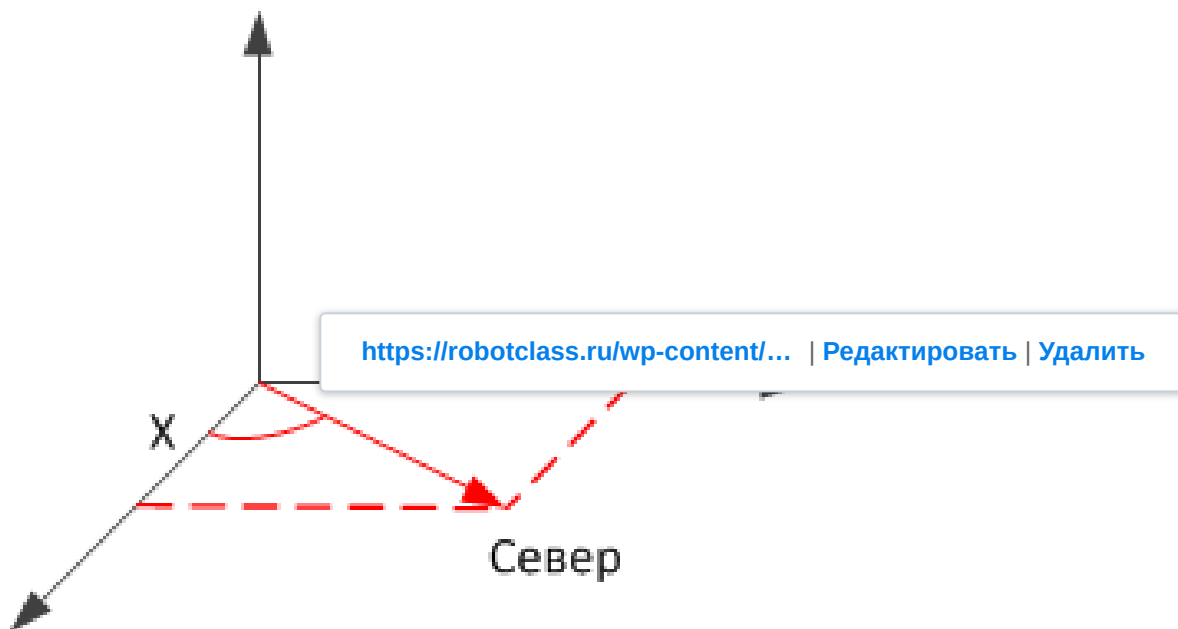 https://robotclass.ru/wp-content/… | Редактировать | Удалить
X
Север